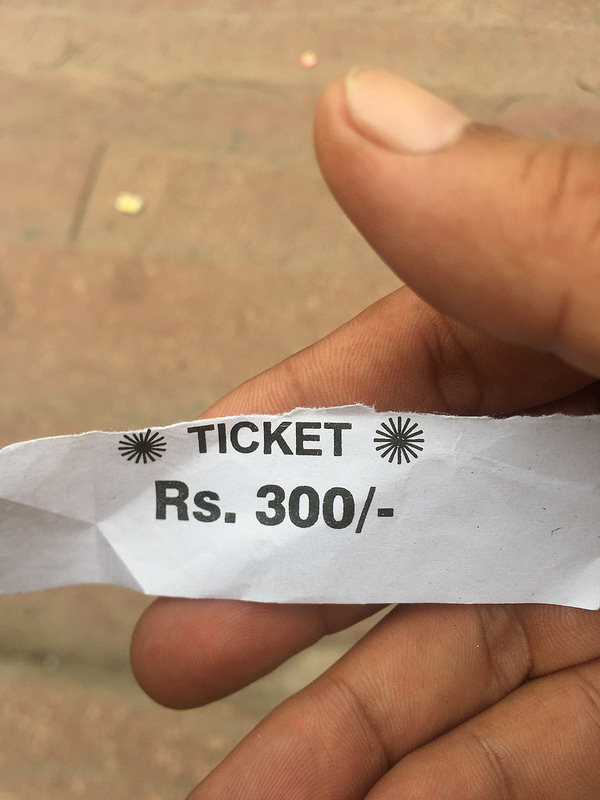 TICKET
Rs. 300/-